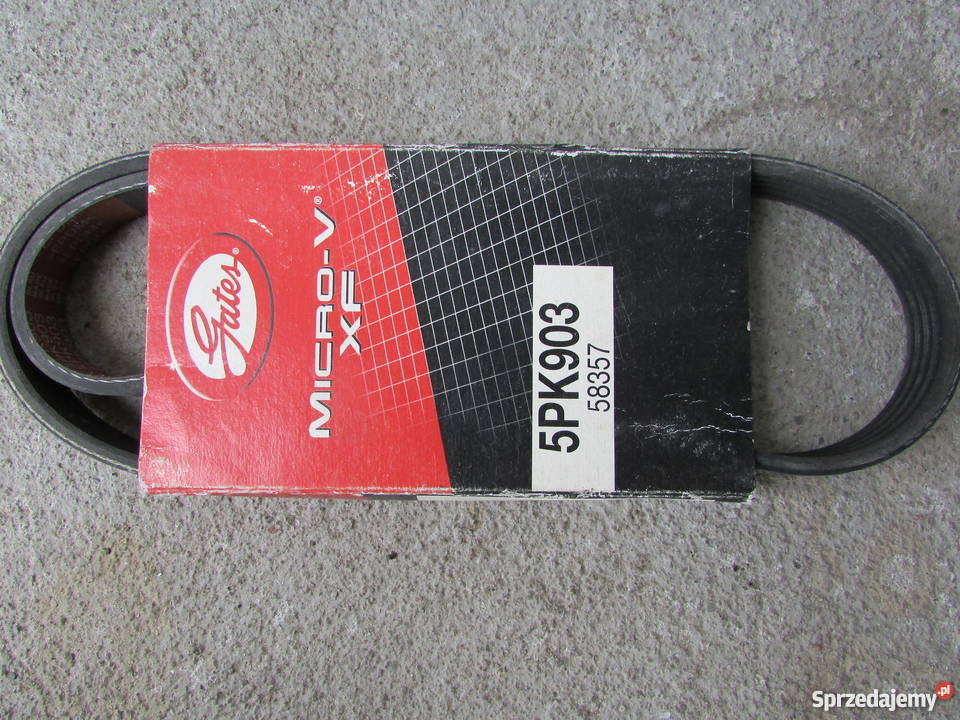 Gates®
MICRO-V®
XF
5PK903
58357
Sprzedajemy.pl